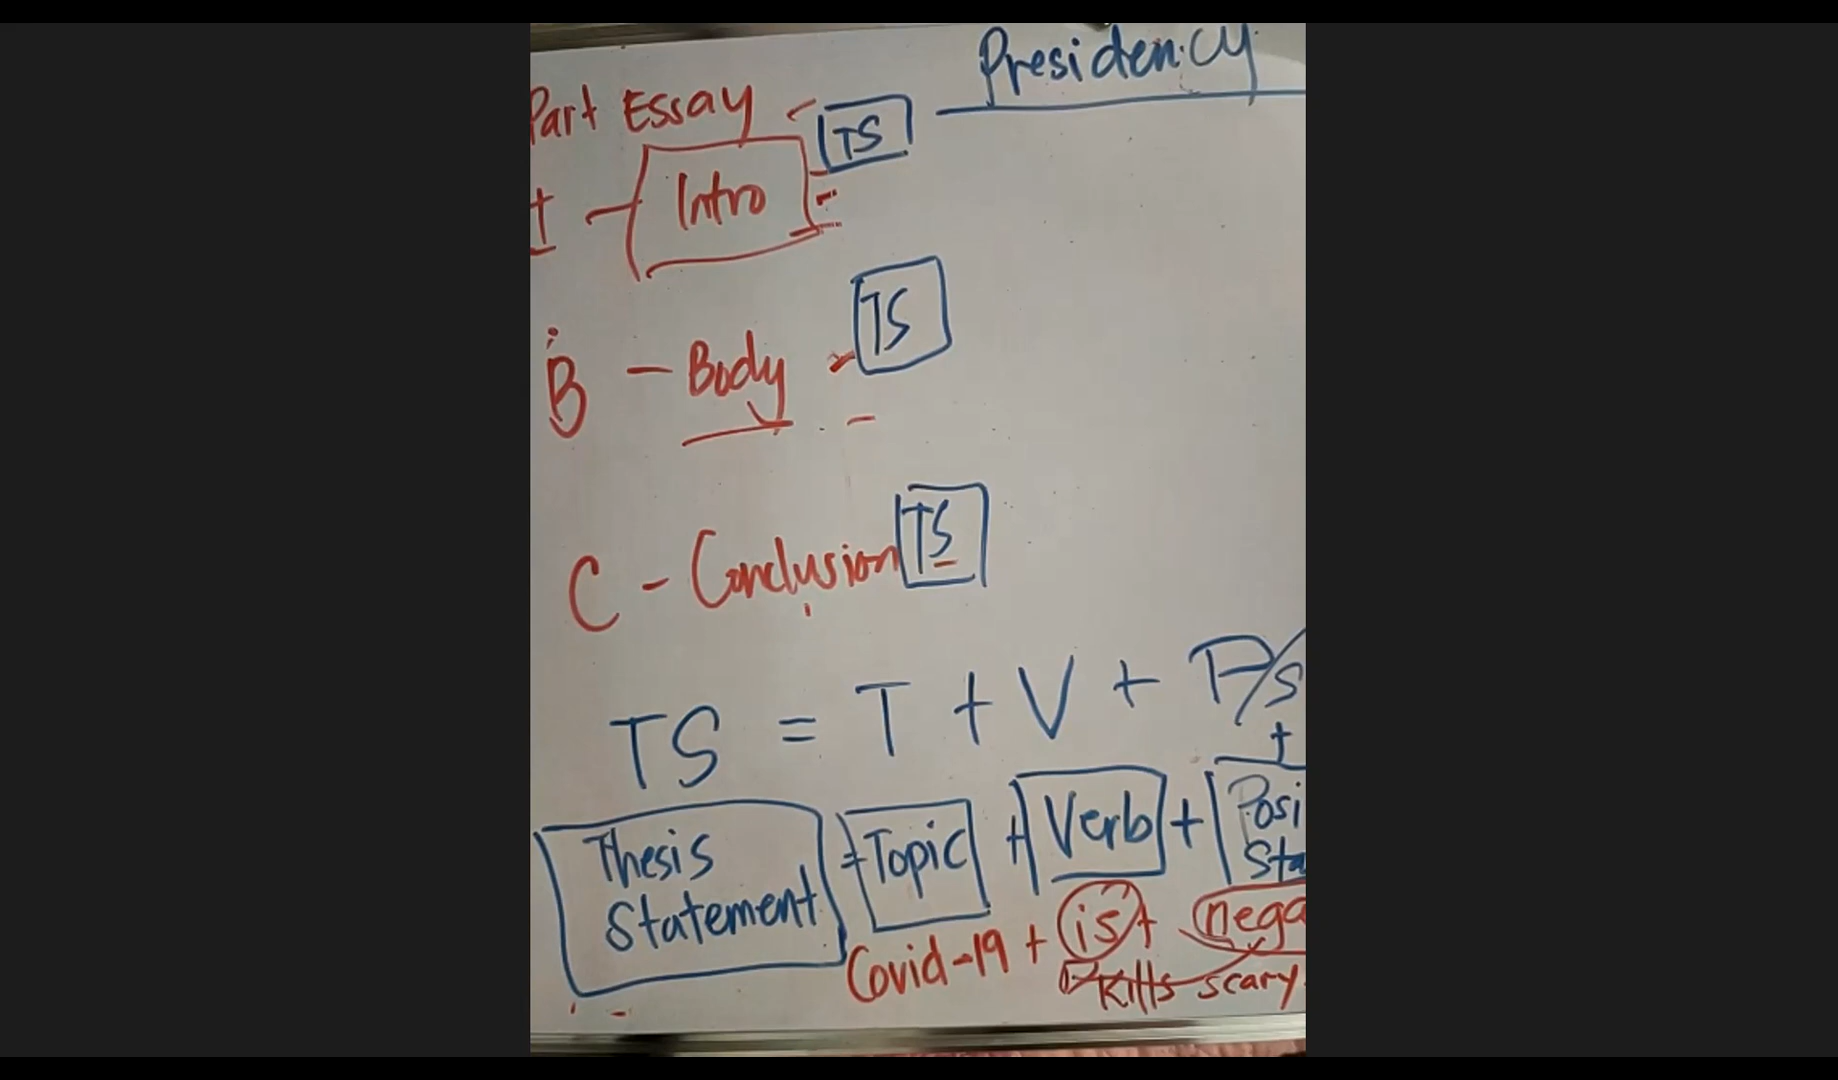 Presidency
Part Essay - TS
I - Intro
B - Body - TS
C - Conclusion TS
TS = T + V + P/S
+
Thesis Statement = Topic + Verb + Posi
Sta
Covid-19 + is + nega
Kills scary